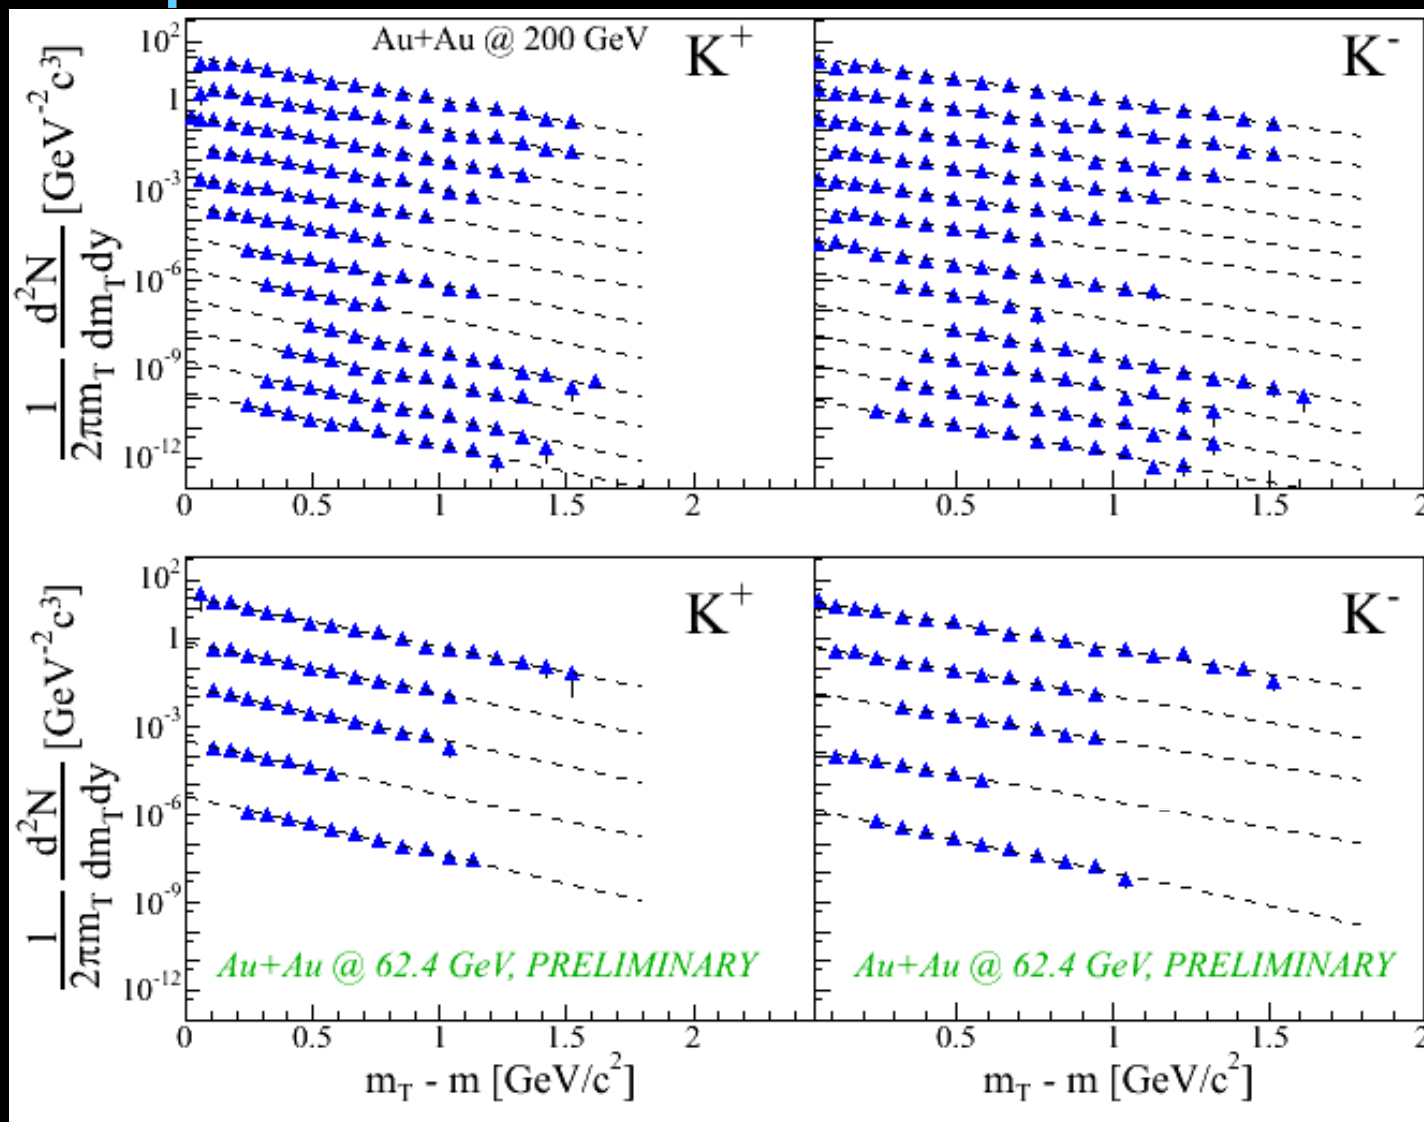 Au+Au @ 200 GeV
K⁺
K⁻
1/(2πm_T) d²N/(dm_Tdy) [GeV⁻²c³]
10²
1
10⁻³
10⁻⁶
10⁻⁹
10⁻¹²
0 0.5 1 1.5 2
0.5 1 1.5 2
K⁺
K⁻
1/(2πm_T) d²N/(dm_Tdy) [GeV⁻²c³]
10²
1
10⁻³
10⁻⁶
10⁻⁹
10⁻¹²
Au+Au @ 62.4 GeV, PRELIMINARY
Au+Au @ 62.4 GeV, PRELIMINARY
0 0.5 1 1.5 2
0.5 1 1.5 2
m_T - m [GeV/c²]
m_T - m [GeV/c²]